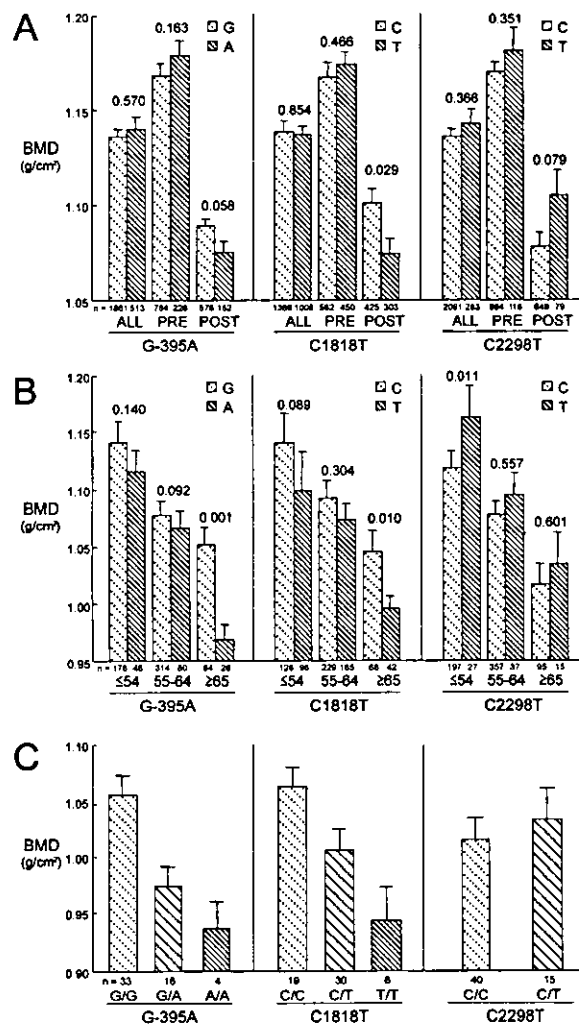 A
1.20
1.15
BMD
(g/cm²)
1.10
1.05
G
A
0.570
0.163
0.058
n = 1861 513 784 226 576 152
ALL PRE POST
G-395A
C
T
0.854
0.466
0.029
1366 1008 562 450 425 303
ALL PRE POST
C1818T
C
T
0.366
0.351
0.079
2091 283 894 118 649 79
ALL PRE POST
C2298T
B
1.20
1.15
BMD
(g/cm²)
1.10
1.05
1.00
0.95
G
A
0.140
0.092
0 001
n = 176 48 314 80 84 26
≤54 55-64 ≥65
G-395A
C
T
0.089
0.304
0.010
126 96 229 165 68 42
≤54 55-64 ≥65
C1818T
C
T
0.011
0.557
0.601
197 27 357 37 95 15
≤54 55-64 ≥65
C2298T
C
1.10
1.05
BMD
(g/cm²)
1.00
0.95
0.90
n = 33 16 4
G/G G/A A/A
G-395A
19 30 6
C/C C/T T/T
C1818T
40 15
C/C C/T
C2298T